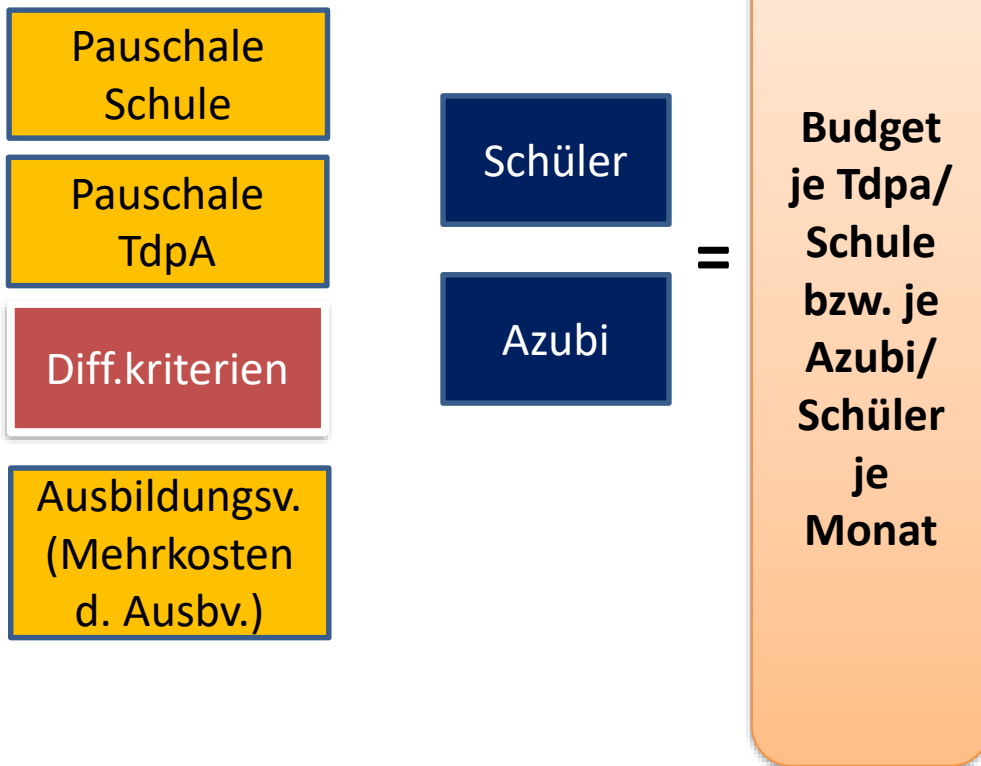 Pauschale
Schule
Pauschale
TdpA
Diff.kriterien
Ausbildungsv.
(Mehrkosten
d. Ausbv.)
Schüler
Azubi
=
Budget
je Tdpa/
Schule
bzw. je
Azubi/
Schüler
je
Monat